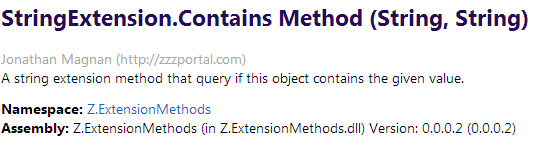 StringExtension.Contains Method (String, String)
Jonathan Magnan (http://zzzportal.com)
A string extension method that query if this object contains the given value.
Namespace: Z.ExtensionMethods
Assembly: Z.ExtensionMethods (in Z.ExtensionMethods.dll) Version: 0.0.0.2 (0.0.0.2)